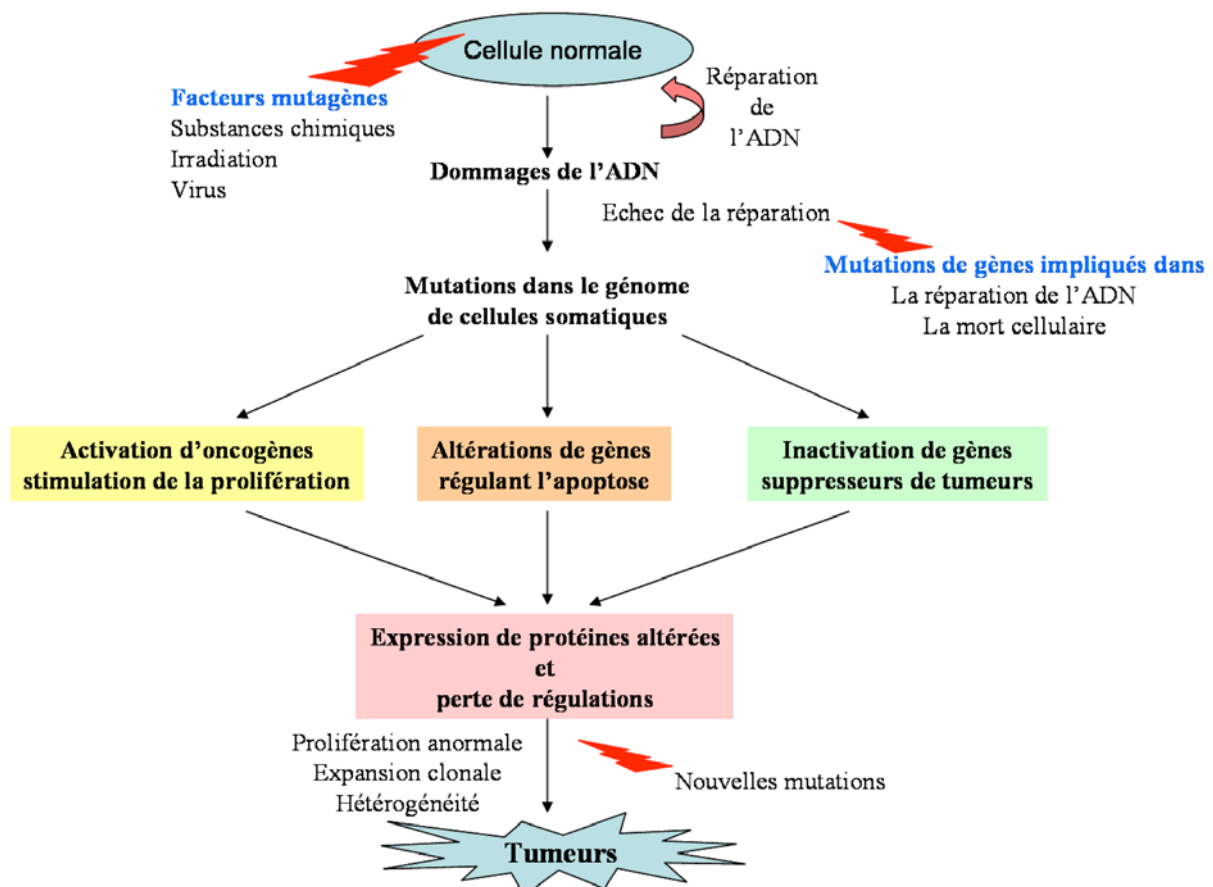 Cellule normale
Réparation
de
l'ADN
Facteurs mutagènes
Substances chimiques
Irradiation
Virus
Dommages de l'ADN
Echec de la réparation
Mutations de gènes impliqués dans
La réparation de l'ADN
La mort cellulaire
Mutations dans le génome
de cellules somatiques
Activation d'oncogènes
stimulation de la prolifération
Altérations de gènes
régulant l'apoptose
Inactivation de gènes
suppresseurs de tumeurs
Expression de protéines altérées
et
perte de régulations
Prolifération anormale
Expansion clonale
Hétérogénéité
Nouvelles mutations
Tumeurs